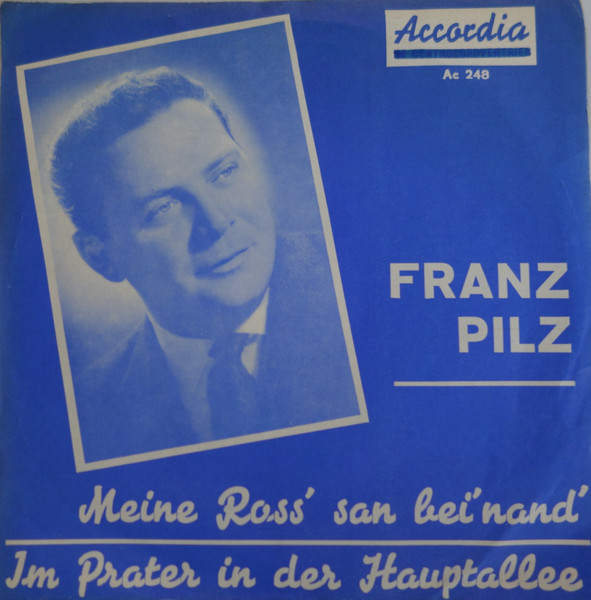 Accordia
Ac 248
FRANZ
PILZ
Meine Ross' san bei'nand'
Im Prater in der Hauptallee